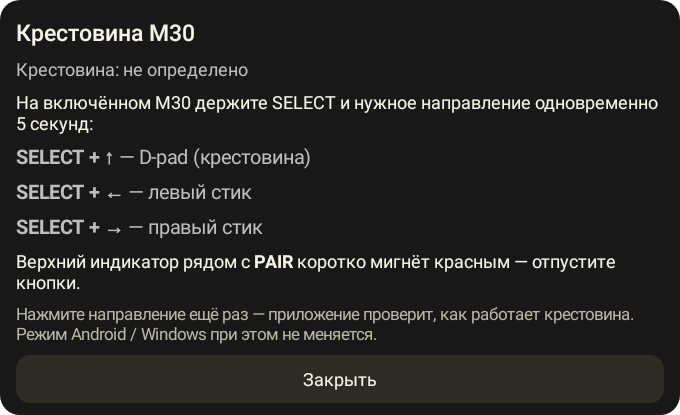 Крестовина M30
Крестовина: не определено
На включённом M30 держите SELECT и нужное направление одновременно
5 секунд:
SELECT + ↑ — D-pad (крестовина)
SELECT + ← — левый стик
SELECT + → — правый стик
Верхний индикатор рядом с PAIR коротко мигнёт красным — отпустите
кнопки.
Нажмите направление ещё раз — приложение проверит, как работает крестовина.
Режим Android / Windows при этом не меняется.
Закрыть